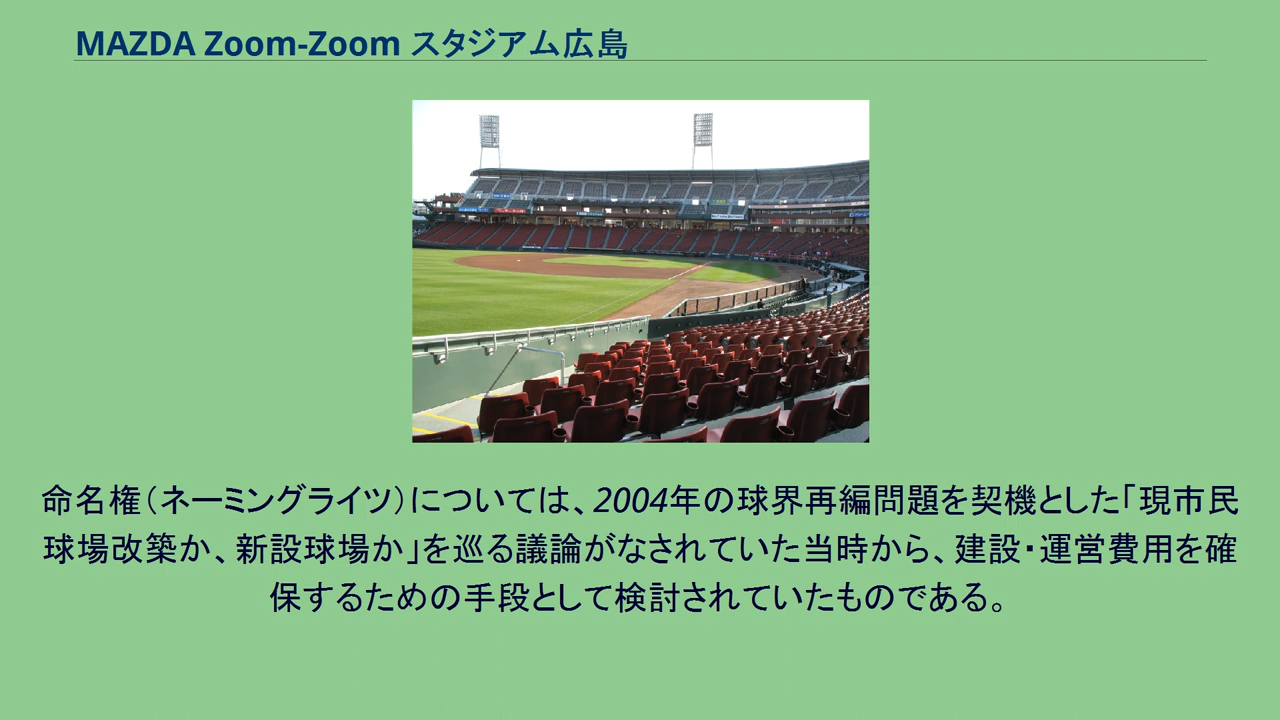 MAZDA Zoom-Zoom スタジアム広島
命名権（ネーミングライツ）については、2004年の球界再編問題を契機とした「現市民
球場改築か、新設球場か」を巡る議論がなされていた当時から、建設・運営費用を確
保するための手段として検討されていたものである。